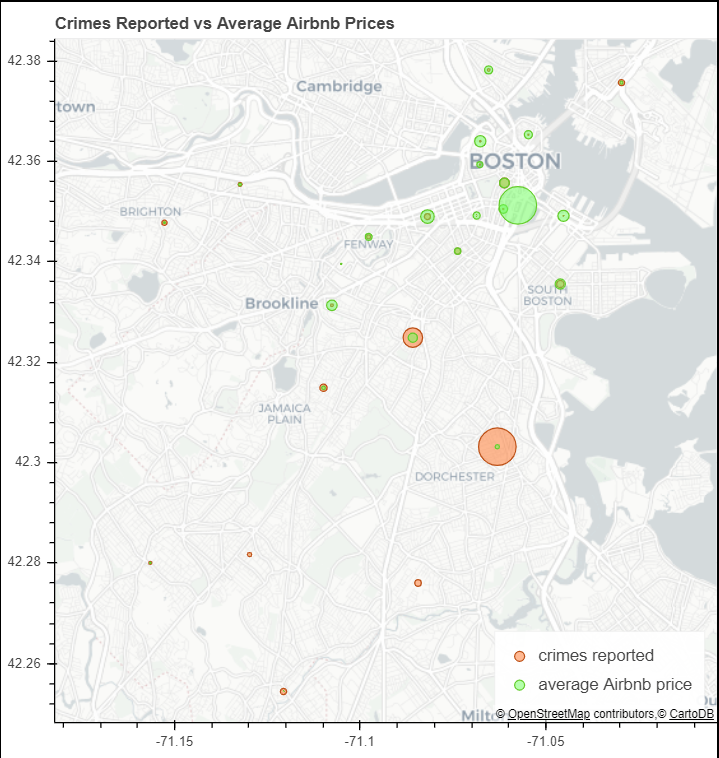 Crimes Reported vs Average Airbnb Prices
42.38
Cambridge
town
42.36
BOSTON
BRIGHTON
42.34
FENWAY
SOUTH
BOSTON
Brookline
42.32
JAMAICA
PLAIN
42.3
DORCHESTER
42.28
42.26
crimes reported
average Airbnb price
Milto
© OpenStreetMap contributors,© CartoDB
-71.15
-71.1
-71.05